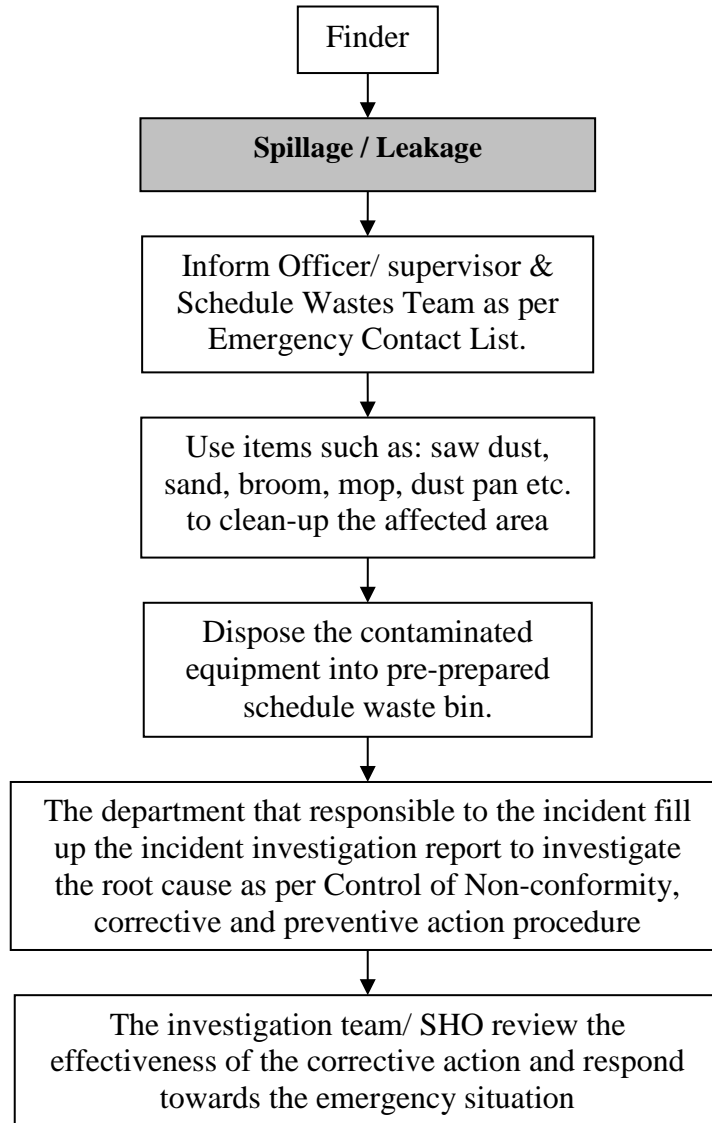 Finder
Spillage / Leakage
Inform Officer/ supervisor &
Schedule Wastes Team as per
Emergency Contact List.
Use items such as: saw dust,
sand, broom, mop, dust pan etc.
to clean-up the affected area
Dispose the contaminated
equipment into pre-prepared
schedule waste bin.
The department that responsible to the incident fill
up the incident investigation report to investigate
the root cause as per Control of Non-conformity,
corrective and preventive action procedure
The investigation team/ SHO review the
effectiveness of the corrective action and respond
towards the emergency situation